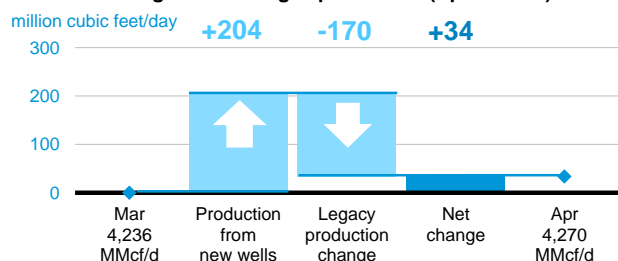 million cubic feet/day
+204 -170 +34
300
200
100
0
Mar Production Legacy Net Apr
4,236 from production change 4,270
MMcf/d new wells change MMcf/d